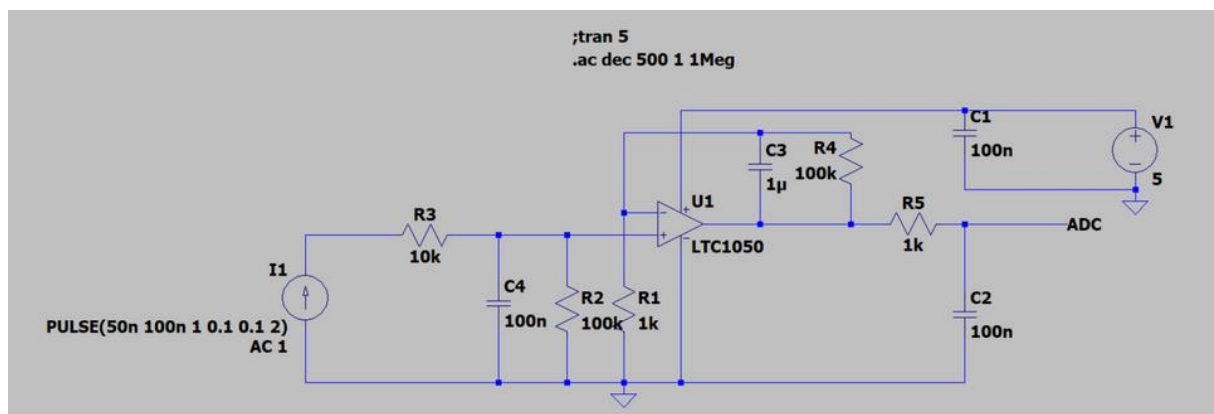 ;tran 5
.ac dec 500 1 1Meg
C1
100n
V1
5
C3
1µ
R4
100k
U1
LTC1050
R5
1k
ADC
R3
10k
I1
PULSE(50n 100n 1 0.1 0.1 2)
AC 1
C4
100n
R2
100k
R1
1k
C2
100n